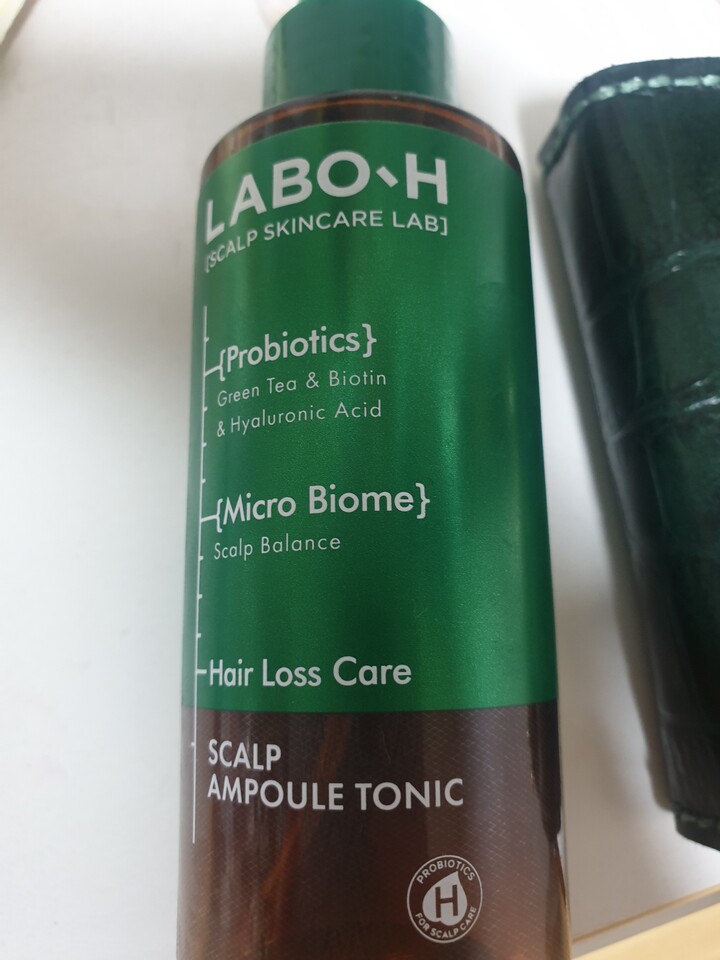 LABO-H
[SCALP SKINCARE LAB]
{Probiotics}
Green Tea & Biotin
& Hyaluronic Acid
{Micro Biome}
Scalp Balance
Hair Loss Care
SCALP
AMPOULE TONIC
PROBIOTICS
H
FOR SCALP CARE